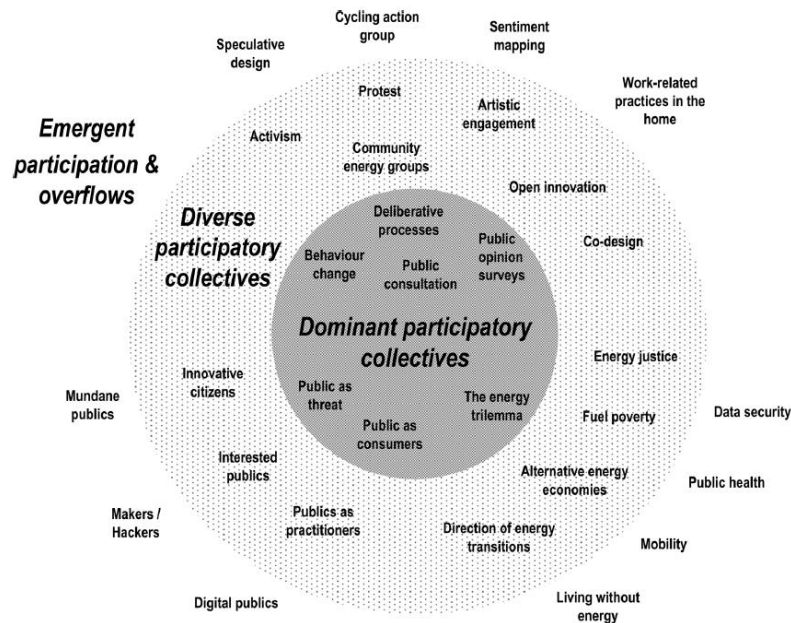 Cycling action
group
Sentiment
mapping
Speculative
design
Work-related
practices in the
home
Protest
Artistic
engagement
Emergent
participation &
overflows
Activism
Community
energy groups
Open innovation
Diverse
participatory
collectives
Deliberative
processes
Public
opinion
surveys
Co-design
Behaviour
change
Public
consultation
Dominant participatory
collectives
Energy justice
Innovative
citizens
Mundane
publics
Public as
threat
The energy
trilemma
Fuel poverty
Data security
Public as
consumers
Interested
publics
Alternative energy
economies
Public health
Makers /
Hackers
Publics as
practitioners
Direction of energy
transitions
Mobility
Digital publics
Living without
energy